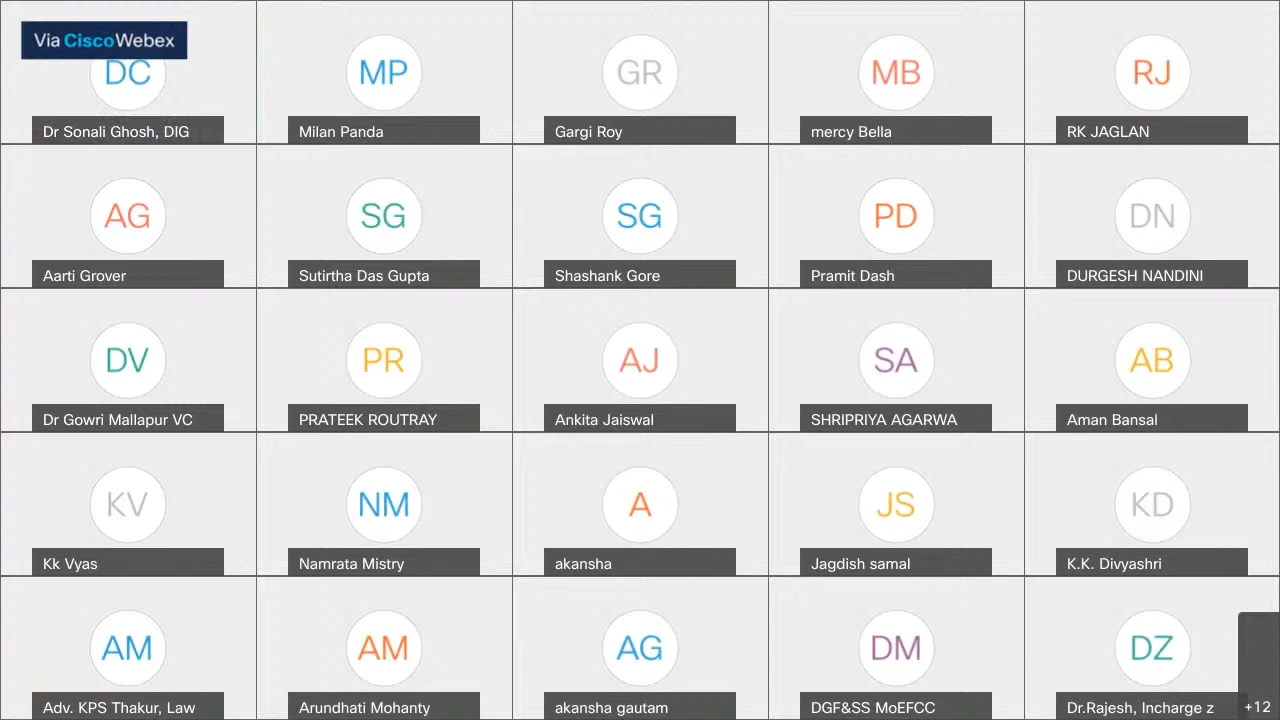 Via Cisco Webex
DC
MP
GR
MB
RJ
Dr Sonali Ghosh, DIG
Milan Panda
Gargi Roy
mercy Bella
RK JAGLAN
AG
SG
SG
PD
DN
Aarti Grover
Sutirtha Das Gupta
Shashank Gore
Pramit Dash
DURGESH NANDINI
DV
PR
AJ
SA
AB
Dr Gowri Mallapur VC
PRATEEK ROUTRAY
Ankita Jaiswal
SHRIPRIYA AGARWA
Aman Bansal
KV
NM
A
JS
KD
Kk Vyas
Namrata Mistry
akansha
Jagdish samal
K.K. Divyashri
AM
AM
AG
DM
DZ
Adv. KPS Thakur, Law
Arundhati Mohanty
akansha gautam
DGF&SS MoEFCC
Dr.Rajesh, Incharge z
+12